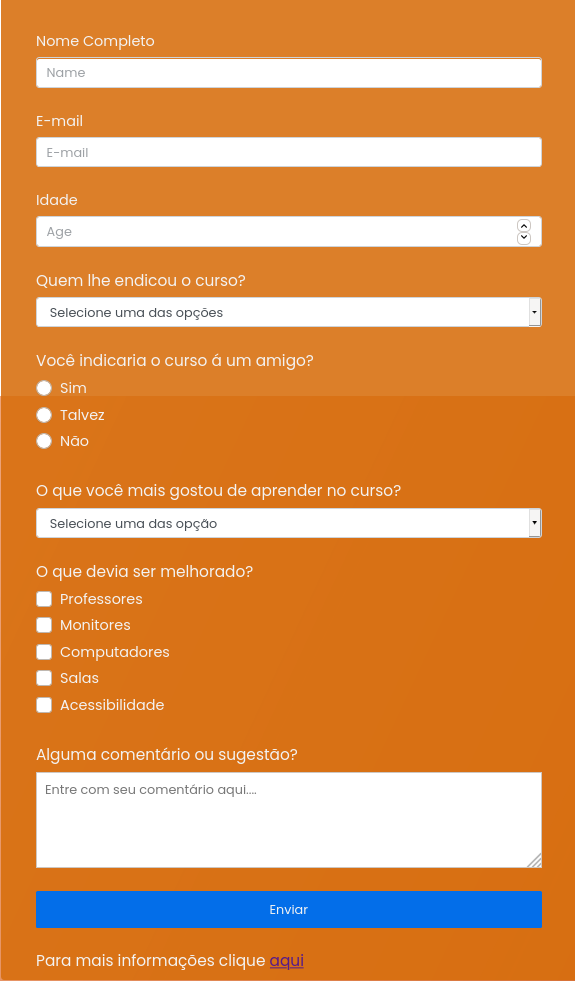 Nome Completo
Name
E-mail
E-mail
Idade
Age
Quem lhe endicou o curso?
Selecione uma das opções
Você indicaria o curso á um amigo?
Sim
Talvez
Não
O que você mais gostou de aprender no curso?
Selecione uma das opção
O que devia ser melhorado?
Professores
Monitores
Computadores
Salas
Acessibilidade
Alguma comentário ou sugestão?
Entre com seu comentário aqui....
Enviar
Para mais informações clique aqui